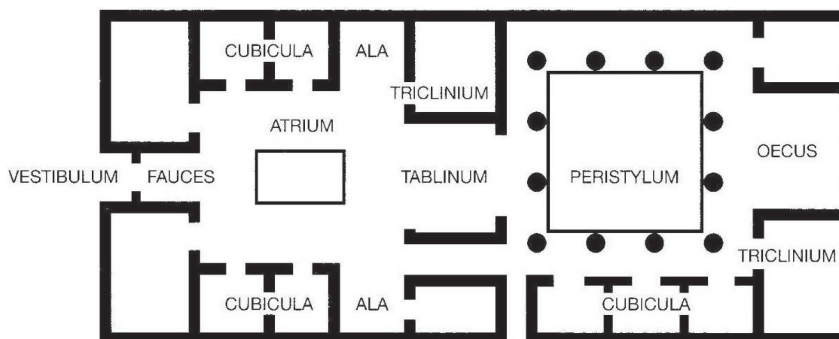 CUBICULA ALA
TRICLINIUM
ATRIUM
OECUS
VESTIBULUM FAUCES TABLINUM PERISTYLUM
TRICLINIUM
CUBICULA ALA CUBICULA